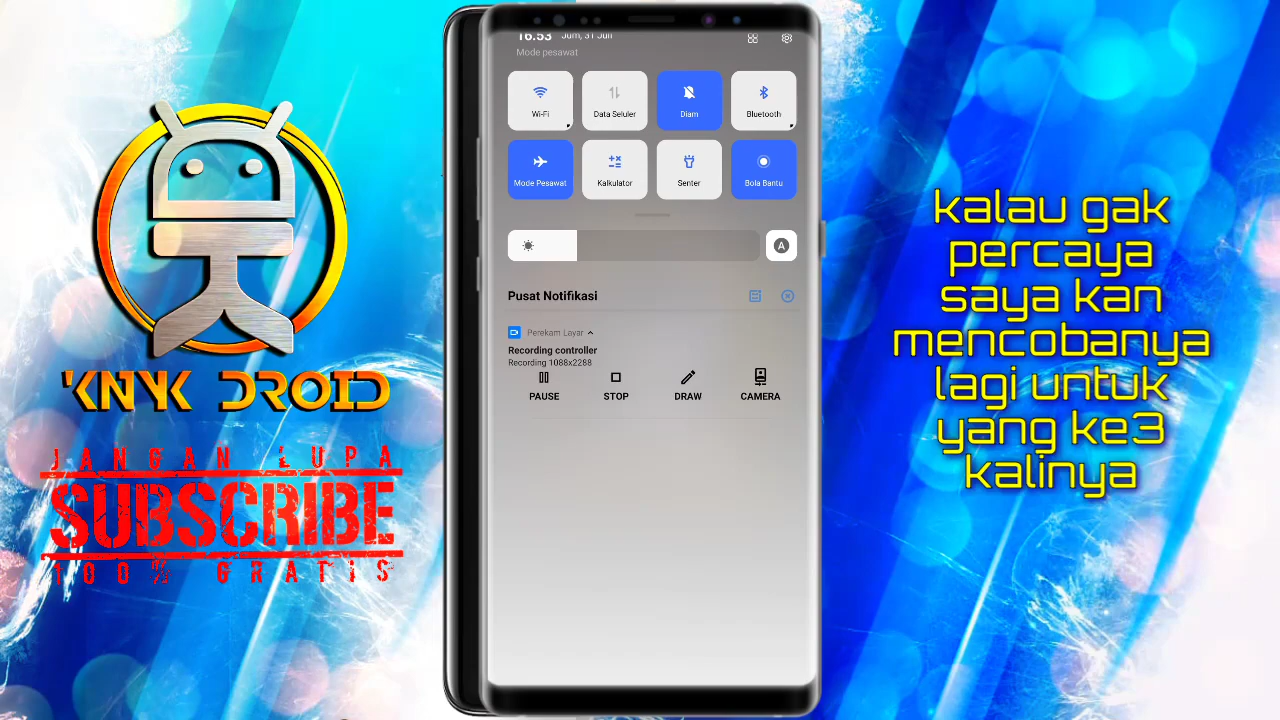 KNYK DROID
JANGAN LUPA
SUBSCRIBE
100% GRATIS
16.53 Jum, 31 Juli
Mode pesawat
Wi-Fi
Data Seluler
Diam
Bluetooth
Mode Pesawat
Kalkulator
Senter
Bola Bantu
A
Pusat Notifikasi
Perekam Layar
Recording controller
Recording 1088x2288
PAUSE
STOP
DRAW
CAMERA
kalau gak
percaya
saya kan
mencobanya
lagi untuk
yang ke3
kalinya